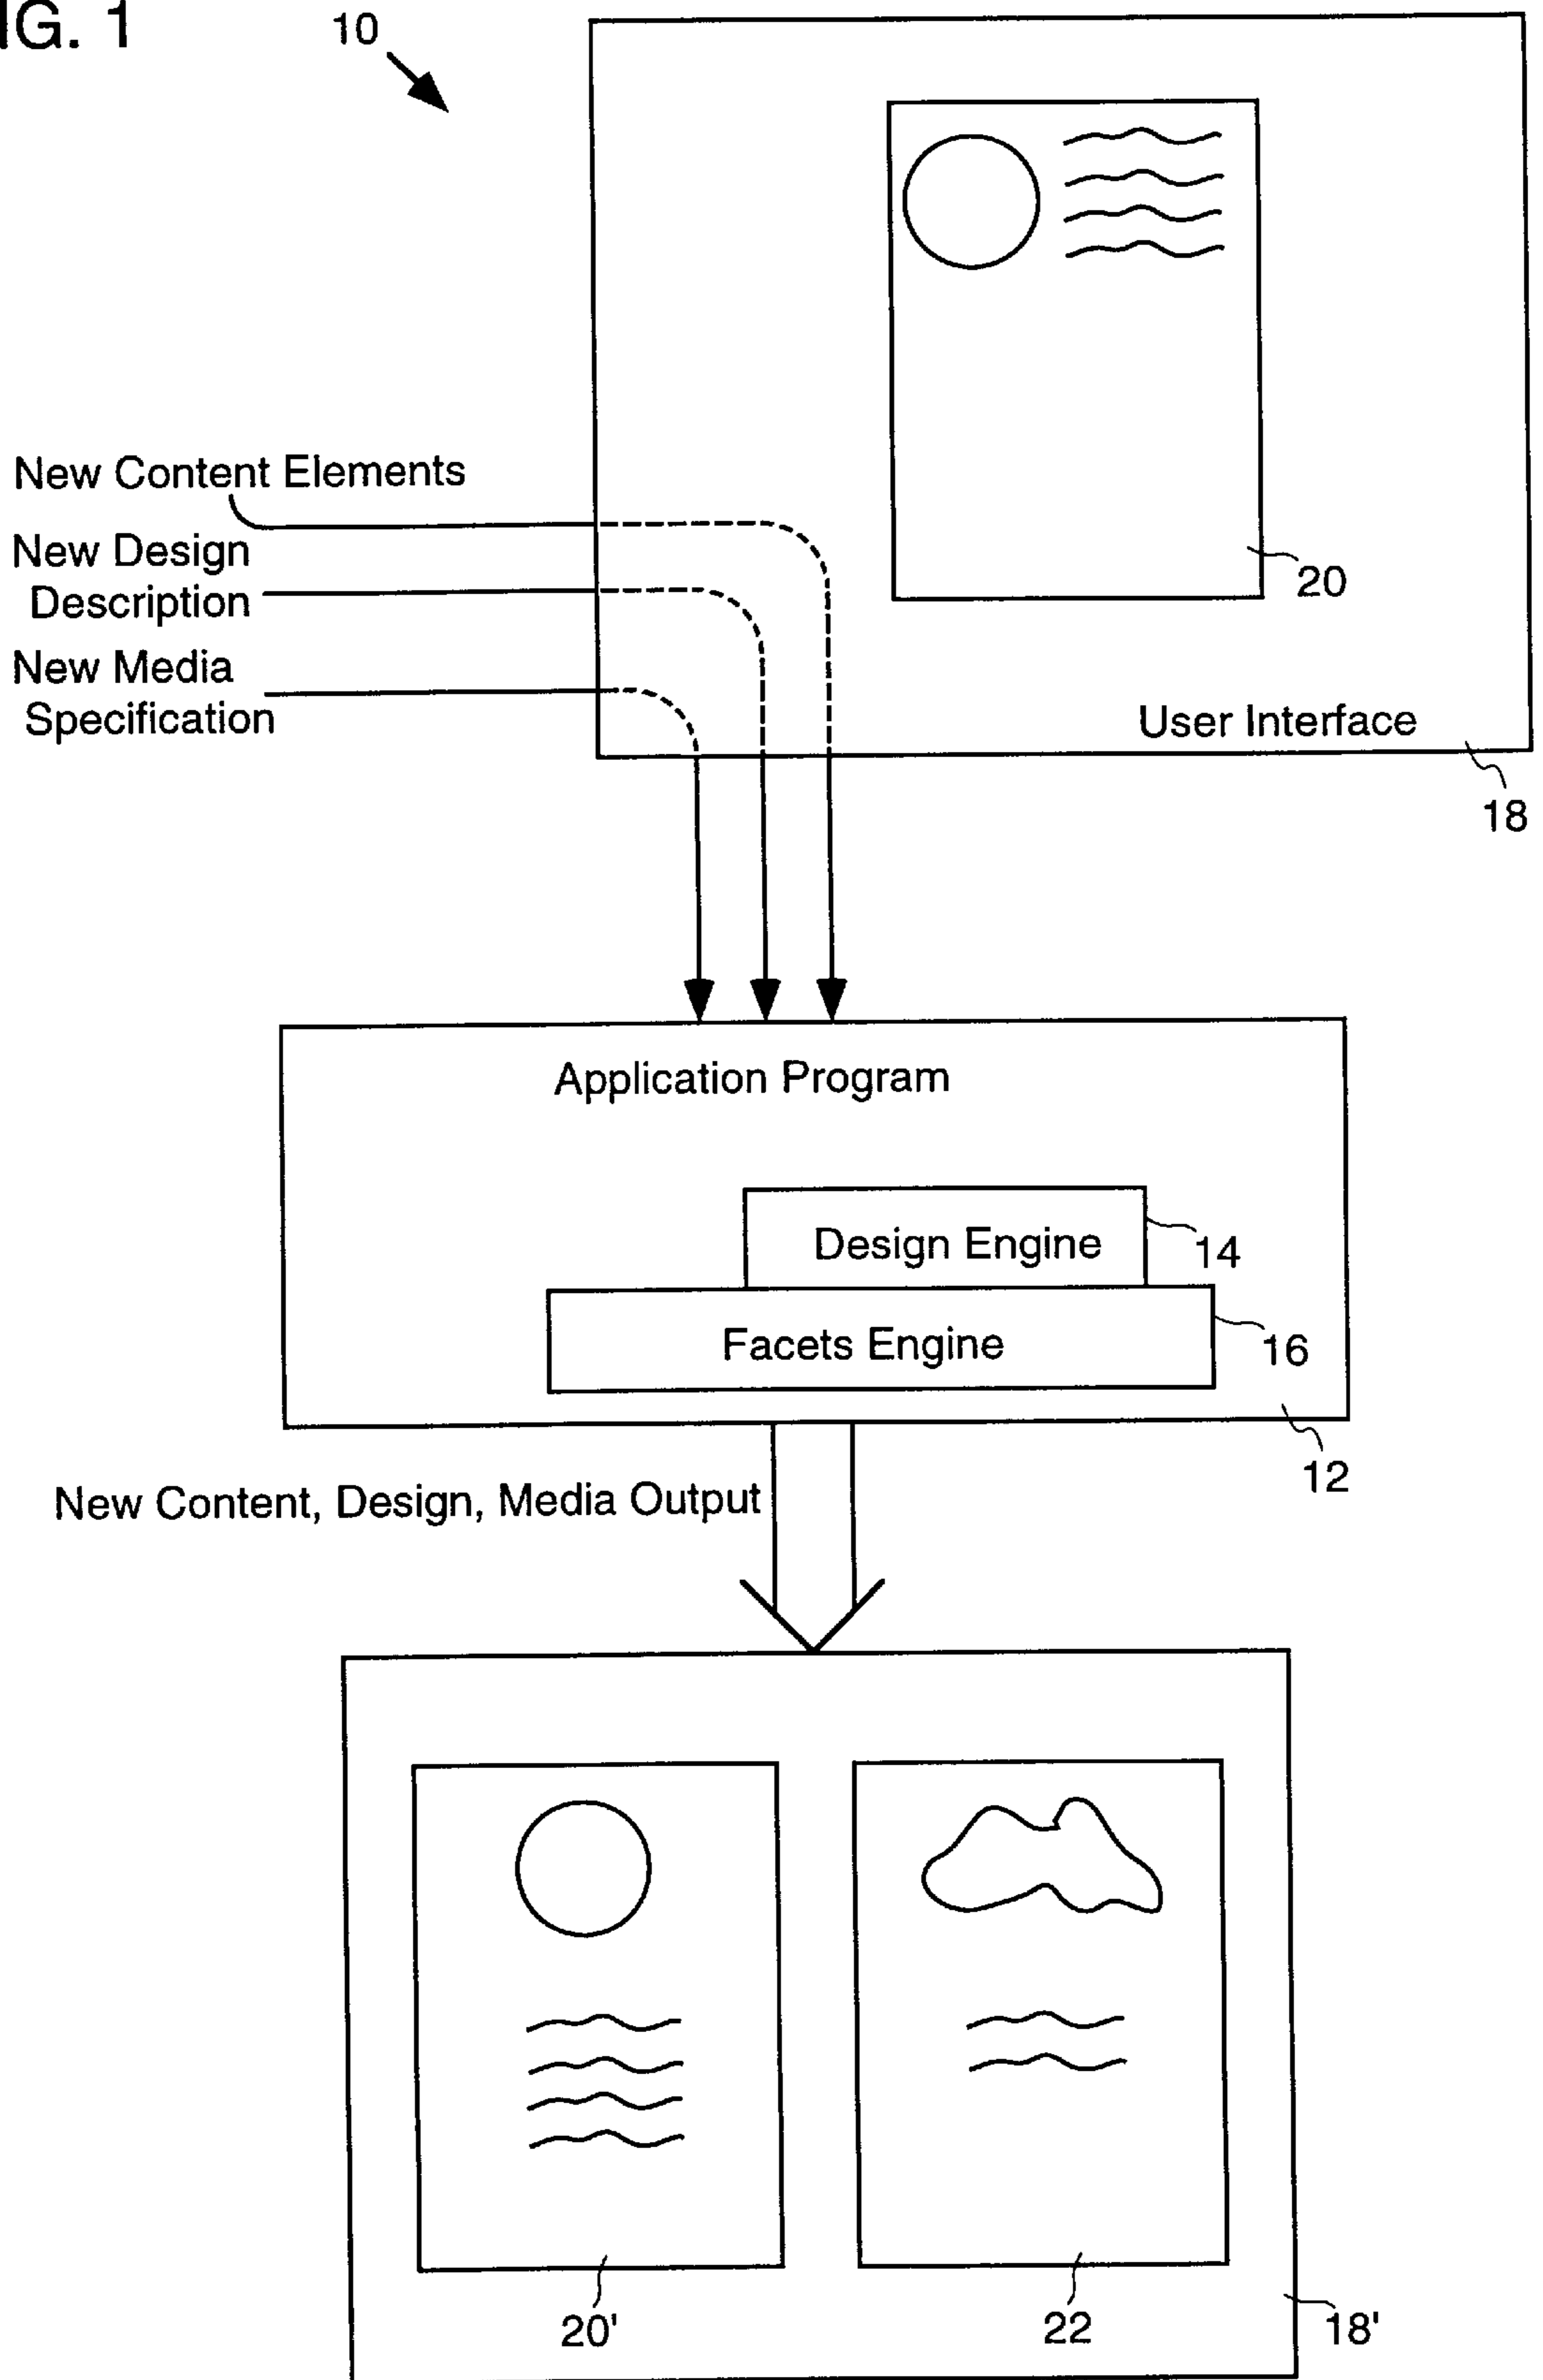 IG. 1
10
New Content Elements
New Design
Description
New Media
Specification
20
User Interface
18
Application Program
Design Engine
14
Facets Engine
16
12
New Content, Design, Media Output
20'
22
18'